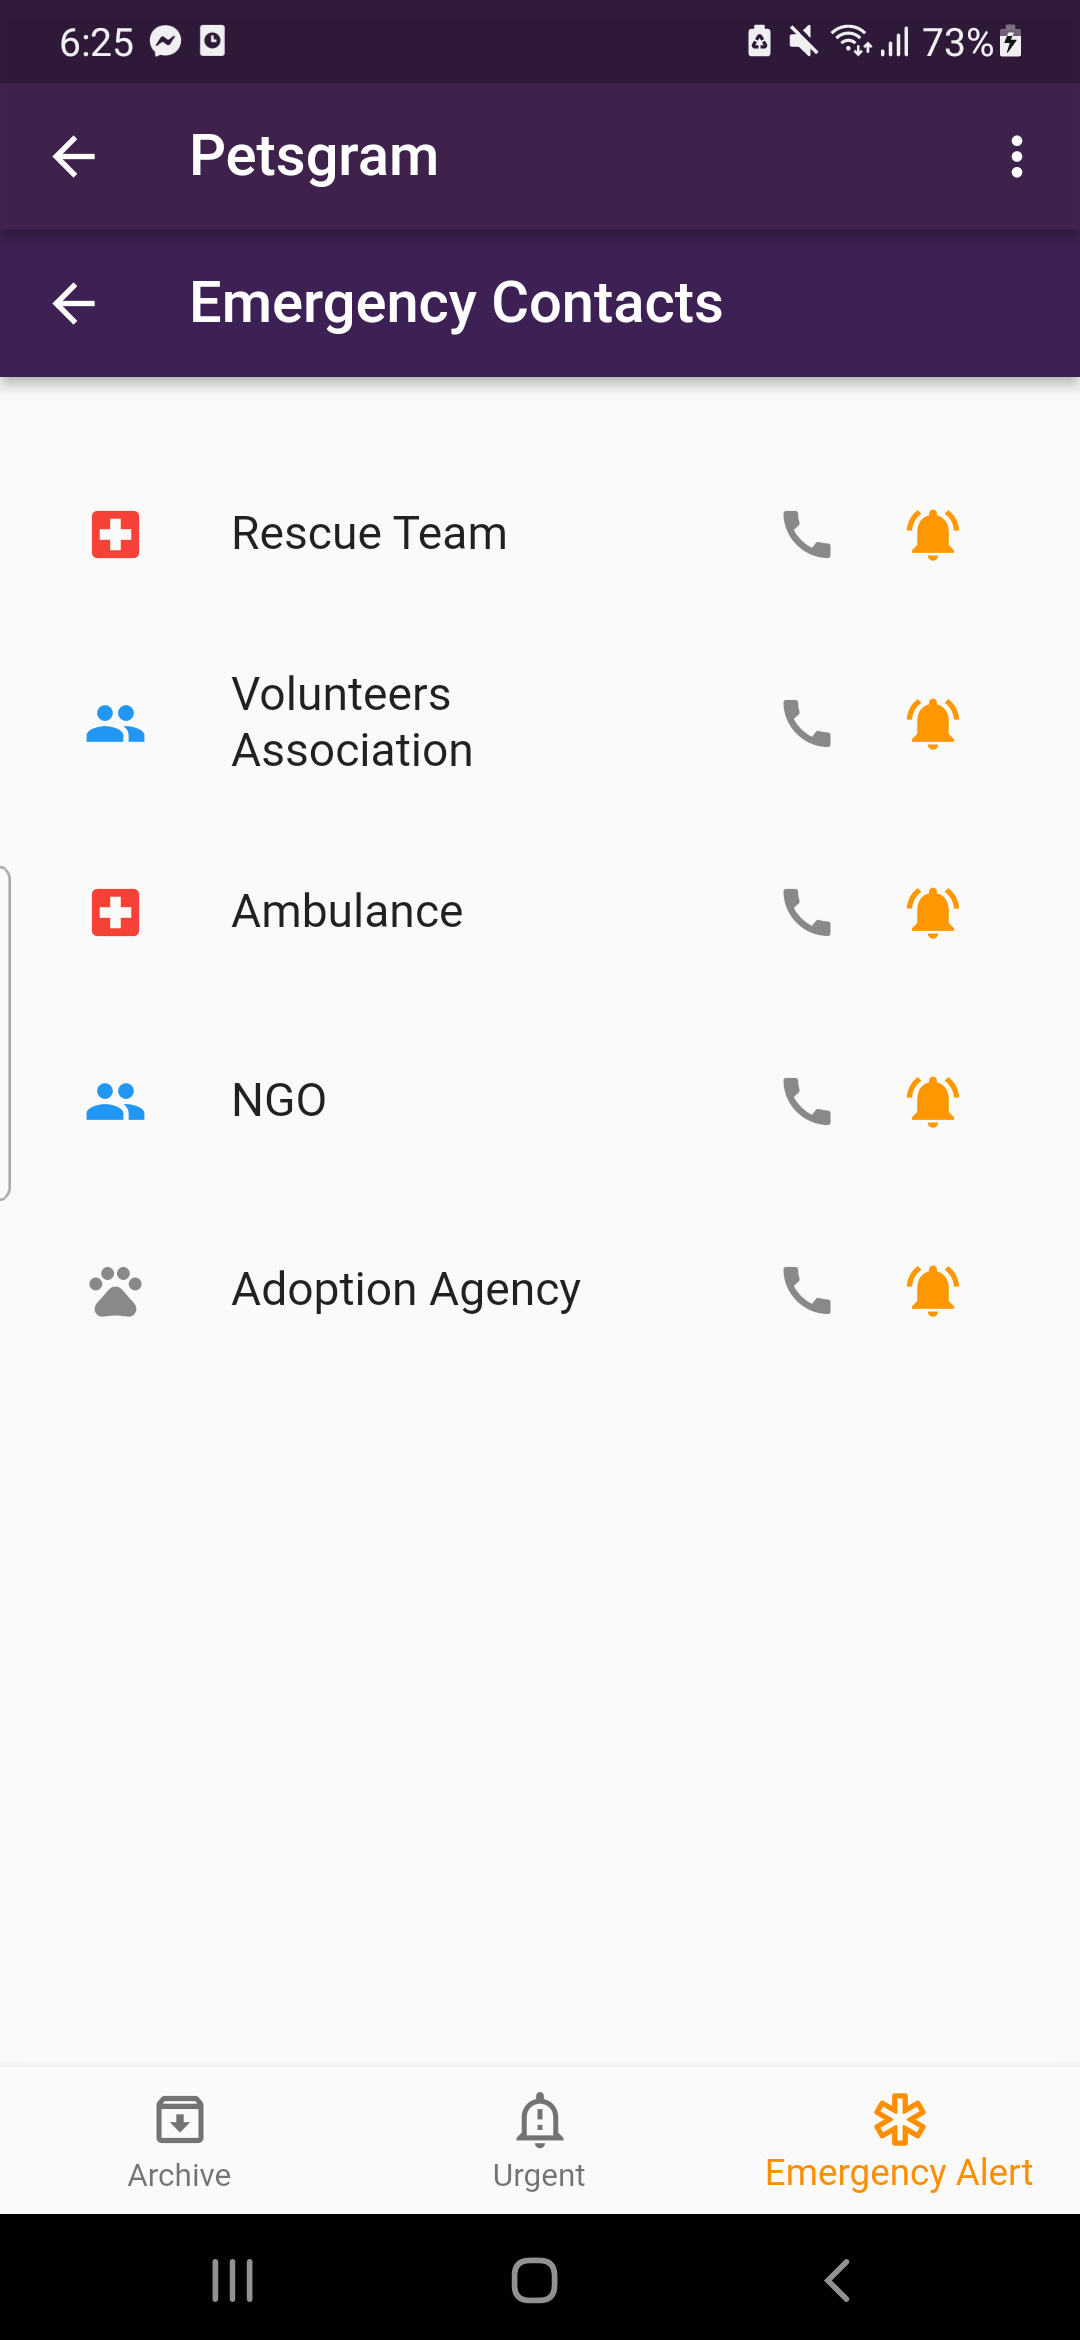 6:25
73%
Petsgram
Emergency Contacts
Rescue Team
Volunteers
Association
Ambulance
NGO
Adoption Agency
Archive
Urgent
Emergency Alert